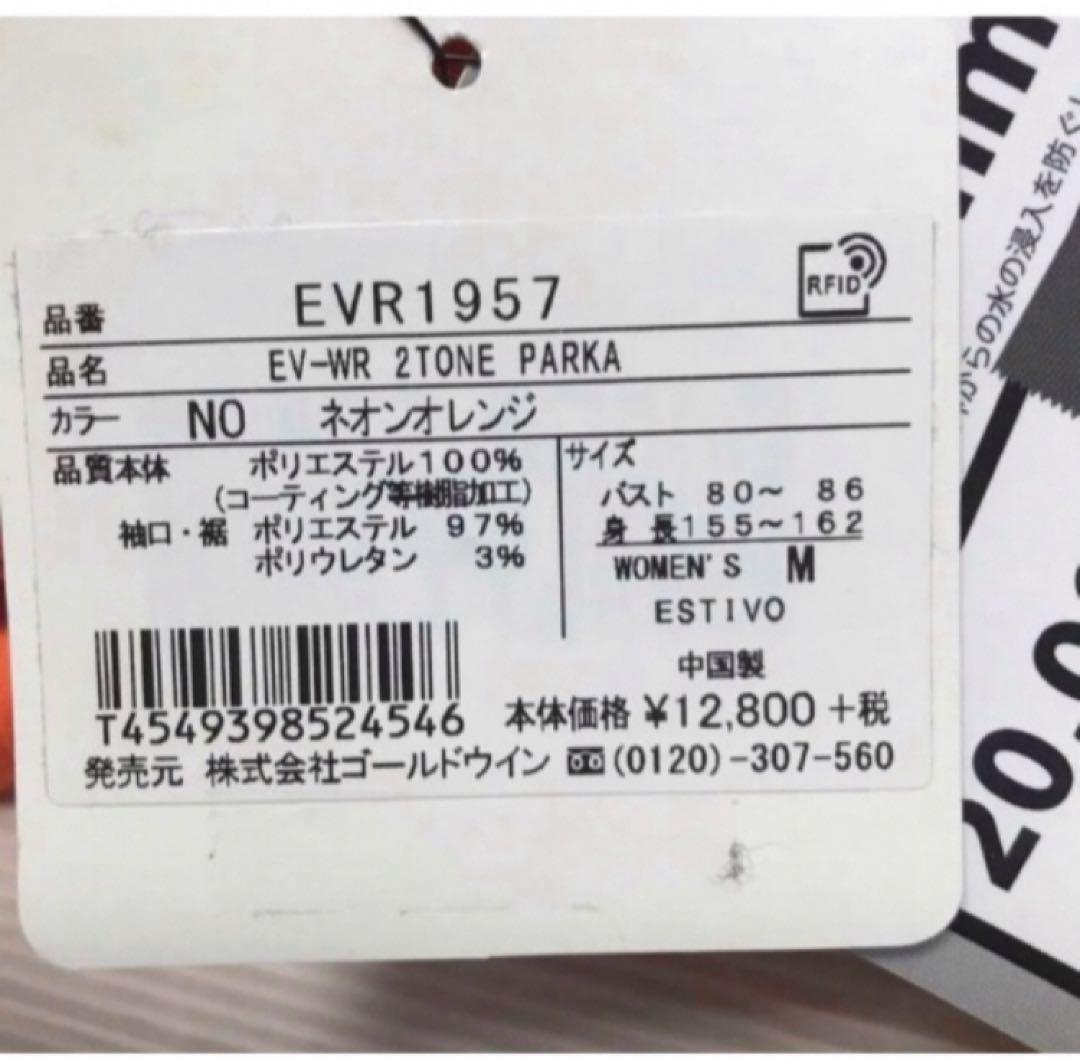 RFID
品番 EVR1957
品名 EV-WR 2TONE PARKA
カラー NO ネオンオレンジ
品質本体 ポリエステル100%
(コーティング等樹脂加工)
袖口・裾 ポリエステル 97%
ポリウレタン 3%
サイズ
バスト 80~ 86
身 長155~162
WOMEN'S M
ESTIVO
中国製
T4549398524546
本体価格 ¥12,800+税
発売元 株式会社ゴールドウイン (0120)-307-560
からの水の浸入を防ぐ
20,0